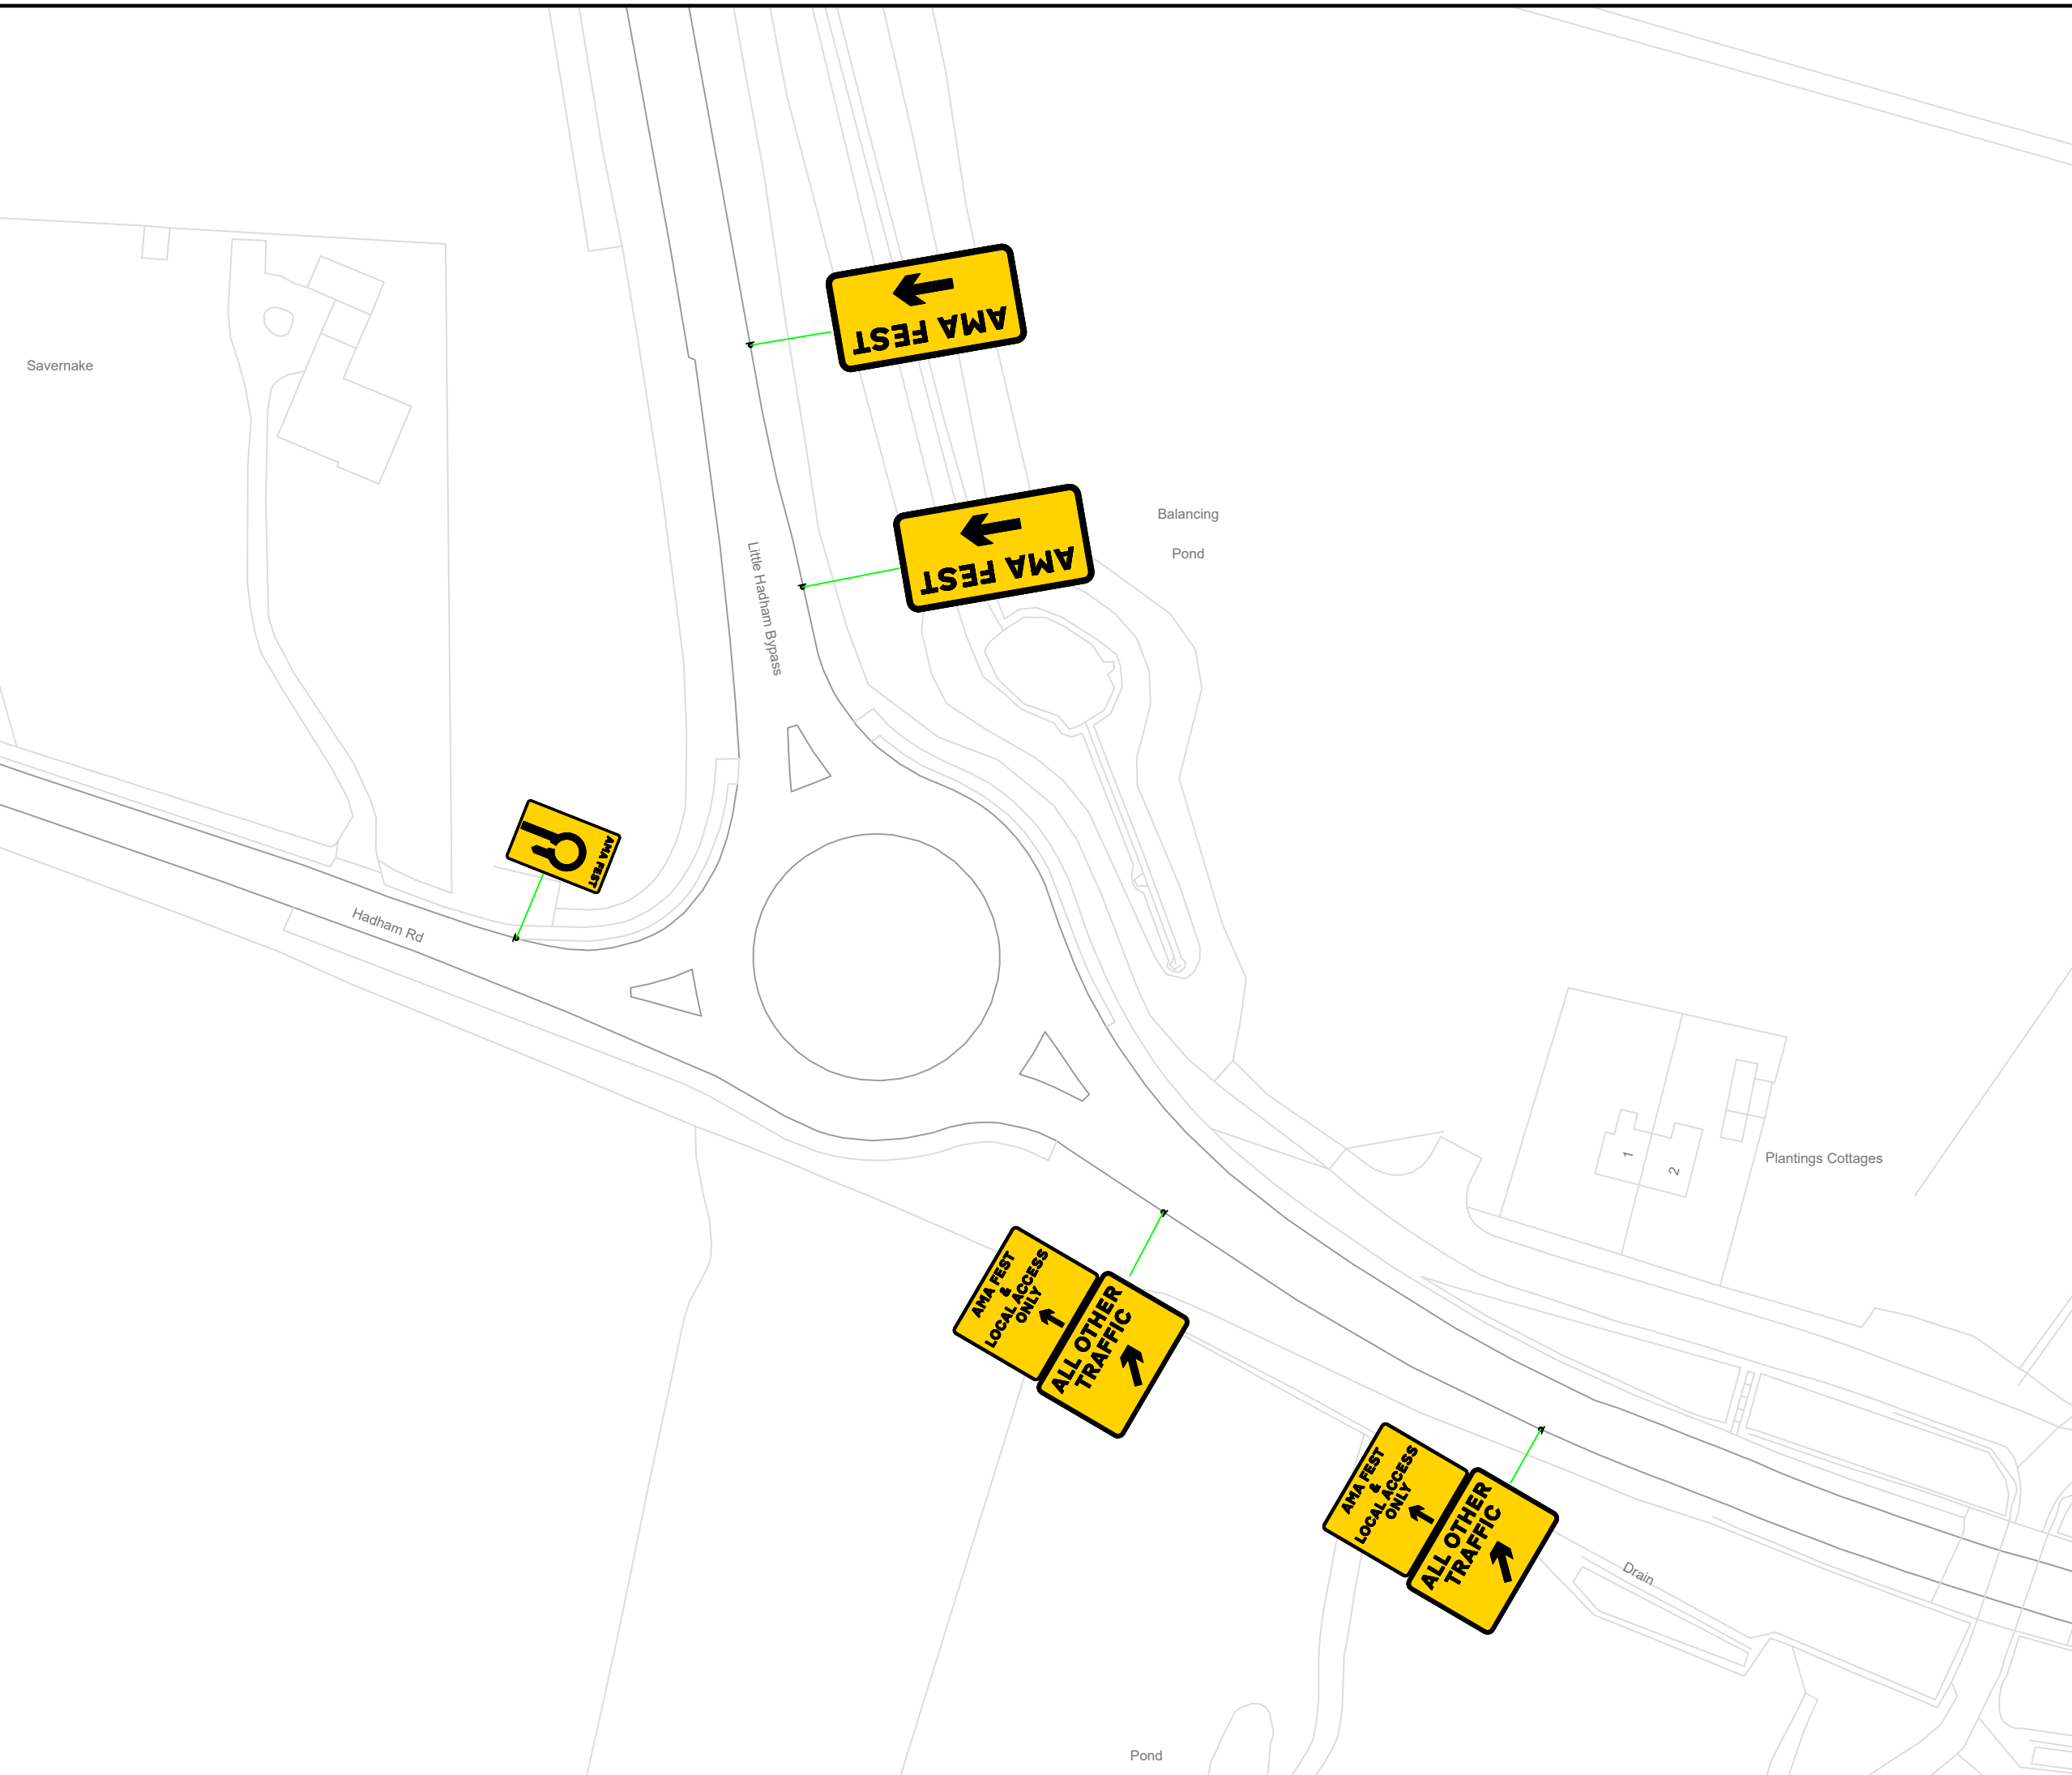 AMA FEST
Savernake
Balancing
Pond
AMA FEST
Little Hadham Bypass
AMA FEST
Hadham Rd
1
2
Plantings Cottages
AMA FEST
&
LOCAL ACCESS
ONLY
ALL OTHER
TRAFFIC
AMA FEST
&
LOCAL ACCESS
ONLY
ALL OTHER
TRAFFIC
Drain
Pond